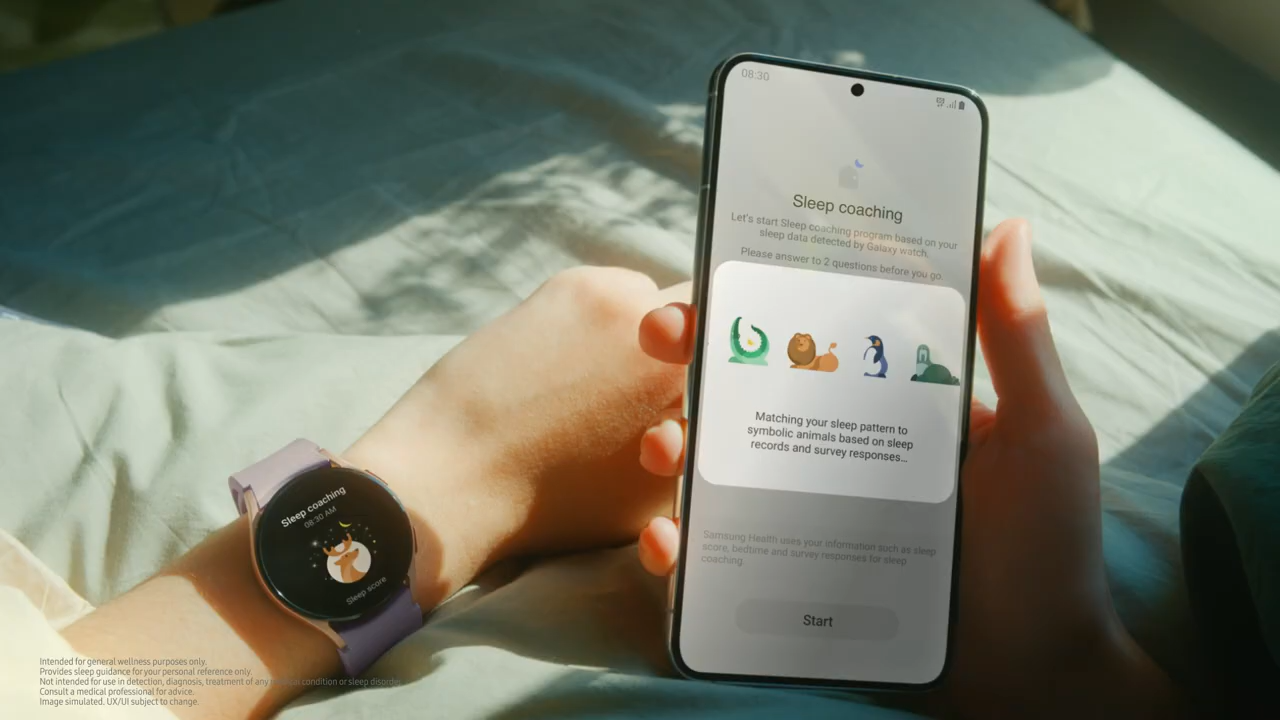 08:30
Sleep coaching
Let's start Sleep coaching program based on your
sleep data detected by Galaxy watch.
Please answer to 2 questions before you go.
Matching your sleep pattern to
symbolic animals based on sleep
records and survey responses...
Samsung Health uses your information such as sleep
score, bedtime and survey responses for sleep
coaching.
Start
Sleep coaching
08:30 AM
Sleep score
Intended for general wellness purposes only.
Provides sleep guidance for your personal reference only.
Not intended for use in detection, diagnosis, treatment of any medical condition or sleep disorder.
Consult a medical professional for advice.
Image simulated. UX/UI subject to change.